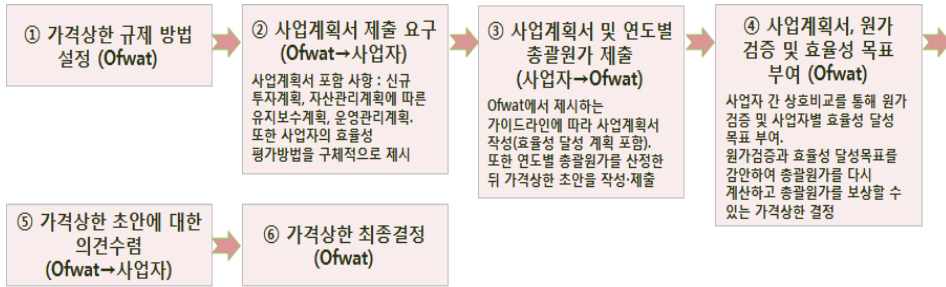 ① 가격상한 규제 방법
설정 (Ofwat)
② 사업계획서 제출 요구
(Ofwat→사업자)
사업계획서 포함 사항 : 신규
투자계획, 자산관리계획에 따른
유지보수계획, 운영관리계획.
또한 사업자의 효율성
평가방법을 구체적으로 제시
③ 사업계획서 및 연도별
총괄원가 제출
(사업자→Ofwat)
Ofwat에서 제시하는
가이드라인에 따라 사업계획서
작성(효율성 달성 계획 포함).
또한 연도별 총괄원가를 산정한
뒤 가격상한 초안을 작성·제출
④ 사업계획서, 원가
검증 및 효율성 목표
부여 (Ofwat)
사업자 간 상호비교를 통해 원가
검증 및 사업자별 효율성 달성
목표 부여.
원가검증과 효율성 달성목표를
감안하여 총괄원가를 다시
계산하고 총괄원가를 보상할 수
있는 가격상한 결정
⑤ 가격상한 초안에 대한
의견수렴
(Ofwat→사업자)
⑥ 가격상한 최종결정
(Ofwat)